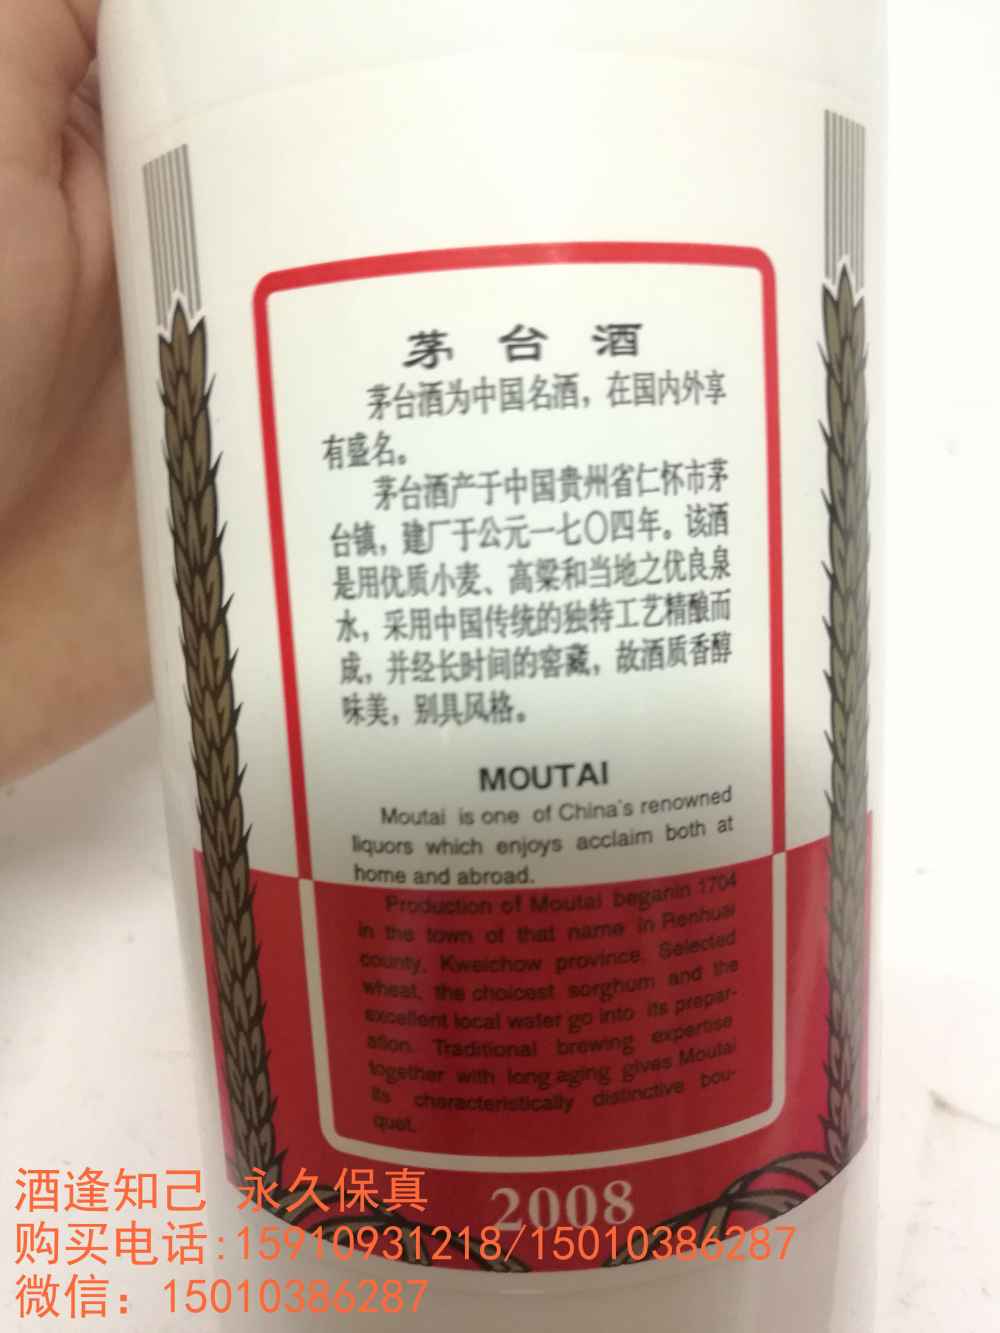 茅台酒
茅台酒为中国名酒，在国内外享
有盛名。
茅台酒产于中国贵州省仁怀市茅
台镇，建厂于公元一七〇四年。该酒
是用优质小麦、高粱和当地之优良泉
水，采用中国传统的独特工艺精酿而
成，并经长时间的窖藏，故酒质香醇
味美，别具风格。
MOUTAI
Moutai is one of China's renowned
liquors which enjoys acclaim both at
home and abroad.
Production of Moutai beganin 1704
in the town of that name in Renhuai
county, Kweichow province. Selected
wheat, the choicest sorghum and the
excellent local water go into its prepar-
ation. Traditional brewing expertise
together with long aging gives Moutai
its characteristically distinctive bou-
quet.
2008
酒逢知己 永久保真
购买电话:15910931218/15010386287
微信：15010386287